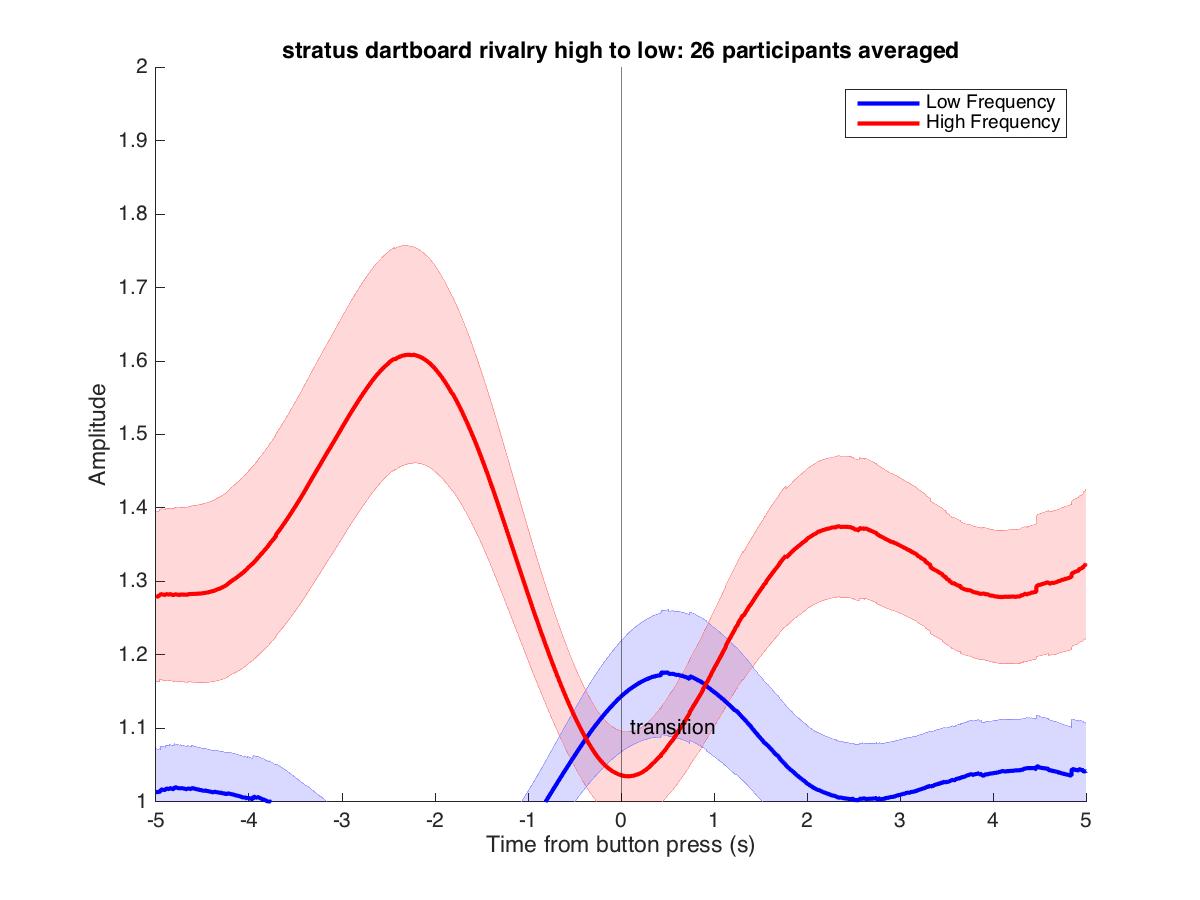 stratus dartboard rivalry high to low: 26 participants averaged
2
1.9
1.8
1.7
1.6
1.5
1.4
1.3
1.2
1.1
1
Amplitude
Low Frequency
High Frequency
transition
-5 -4 -3 -2 -1 0 1 2 3 4 5
Time from button press (s)